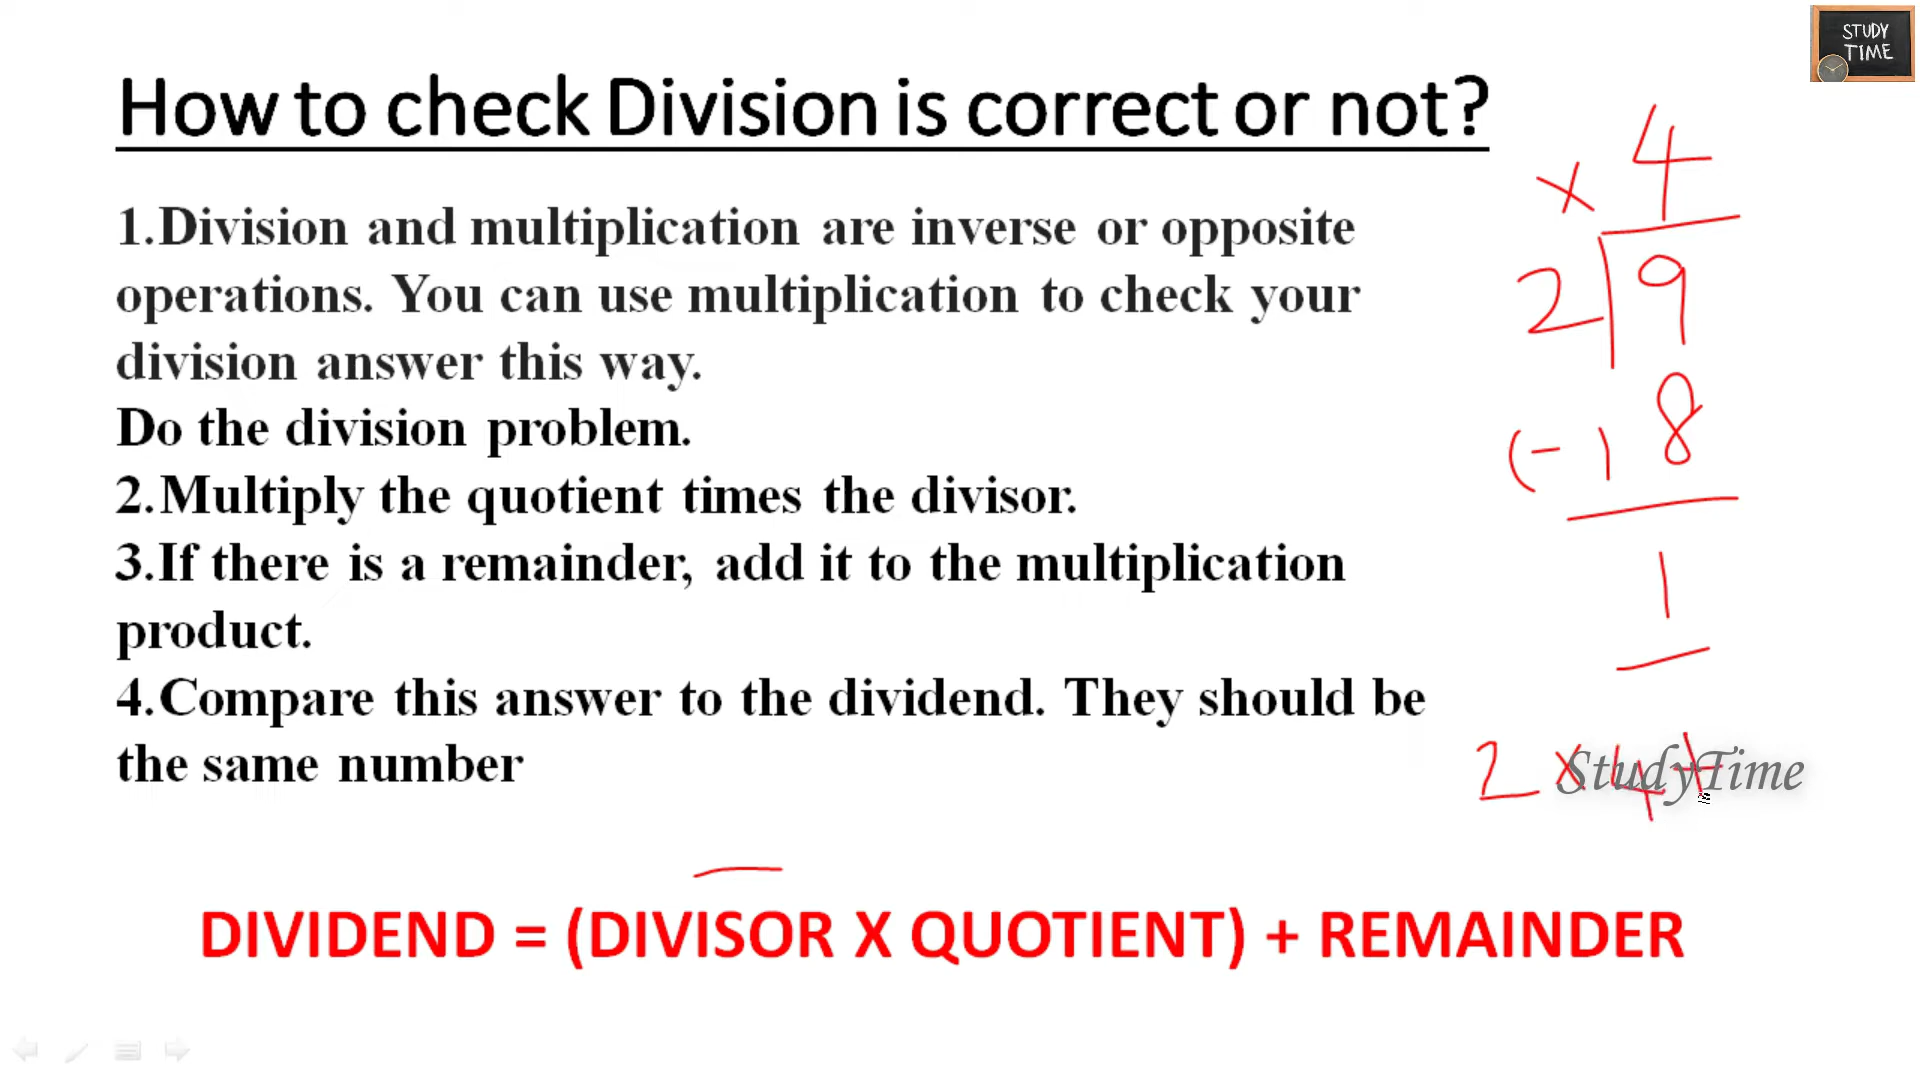 STUDY
TIME
How to check Division is correct or not?
1.Division and multiplication are inverse or opposite
operations. You can use multiplication to check your
division answer this way.
Do the division problem.
2.Multiply the quotient times the divisor.
3.If there is a remainder, add it to the multiplication
product.
4.Compare this answer to the dividend. They should be
the same number
× 4
2 9
(-) 8
1
2 × 4 +
StudyTime
DIVIDEND = (DIVISOR X QUOTIENT) + REMAINDER